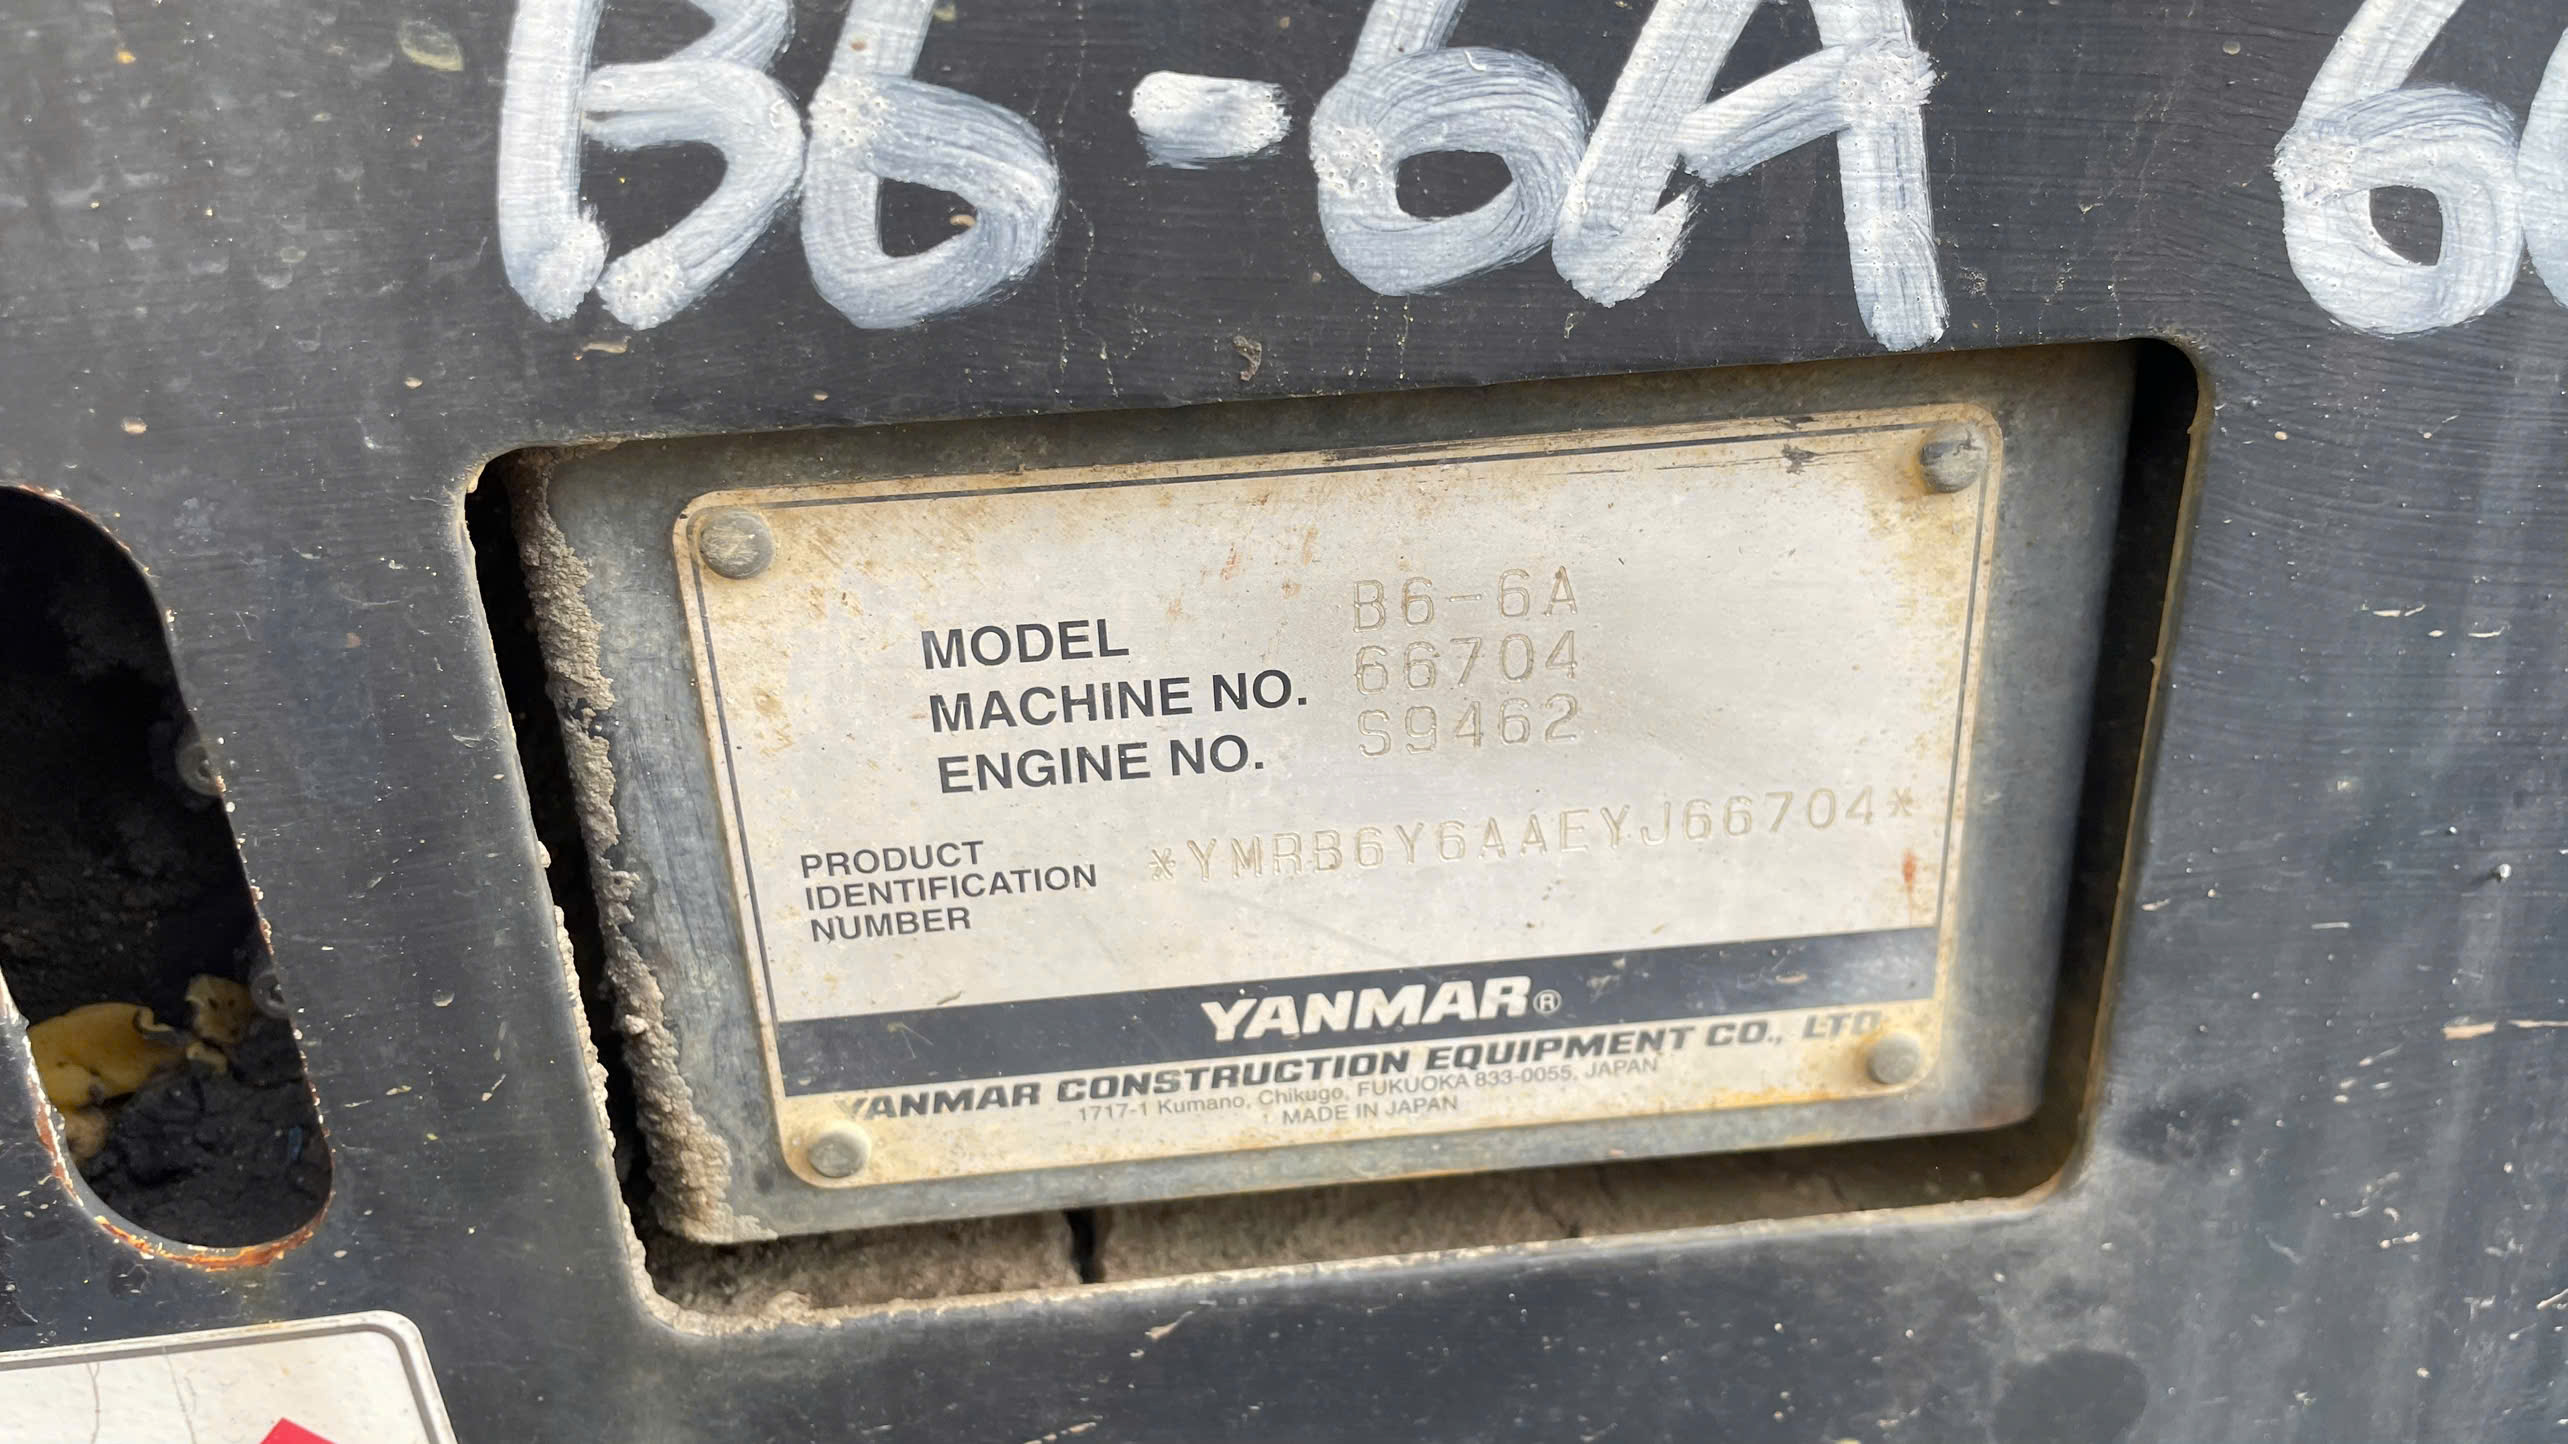 B6-6A 66
MODEL B6-6A
MACHINE NO. 66704
ENGINE NO. S9462
PRODUCT
IDENTIFICATION
NUMBER
*YMRB6Y6AAEYJ66704*
YANMAR®
YANMAR CONSTRUCTION EQUIPMENT CO., LTD.
1717-1 Kumano, Chikugo, FUKUOKA 833-0055, JAPAN
MADE IN JAPAN